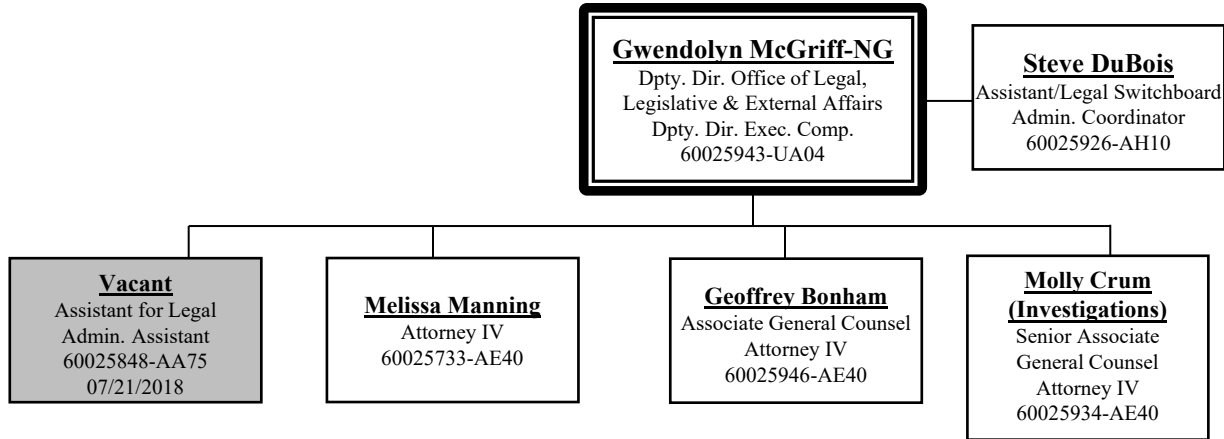 Gwendolyn McGriff-NG
Dpty. Dir. Office of Legal,
Legislative & External Affairs
Dpty. Dir. Exec. Comp.
60025943-UA04
Steve DuBois
Assistant/Legal Switchboard
Admin. Coordinator
60025926-AH10
Vacant
Assistant for Legal
Admin. Assistant
60025848-AA75
07/21/2018
Melissa Manning
Attorney IV
60025733-AE40
Geoffrey Bonham
Associate General Counsel
Attorney IV
60025946-AE40
Molly Crum
(Investigations)
Senior Associate
General Counsel
Attorney IV
60025934-AE40